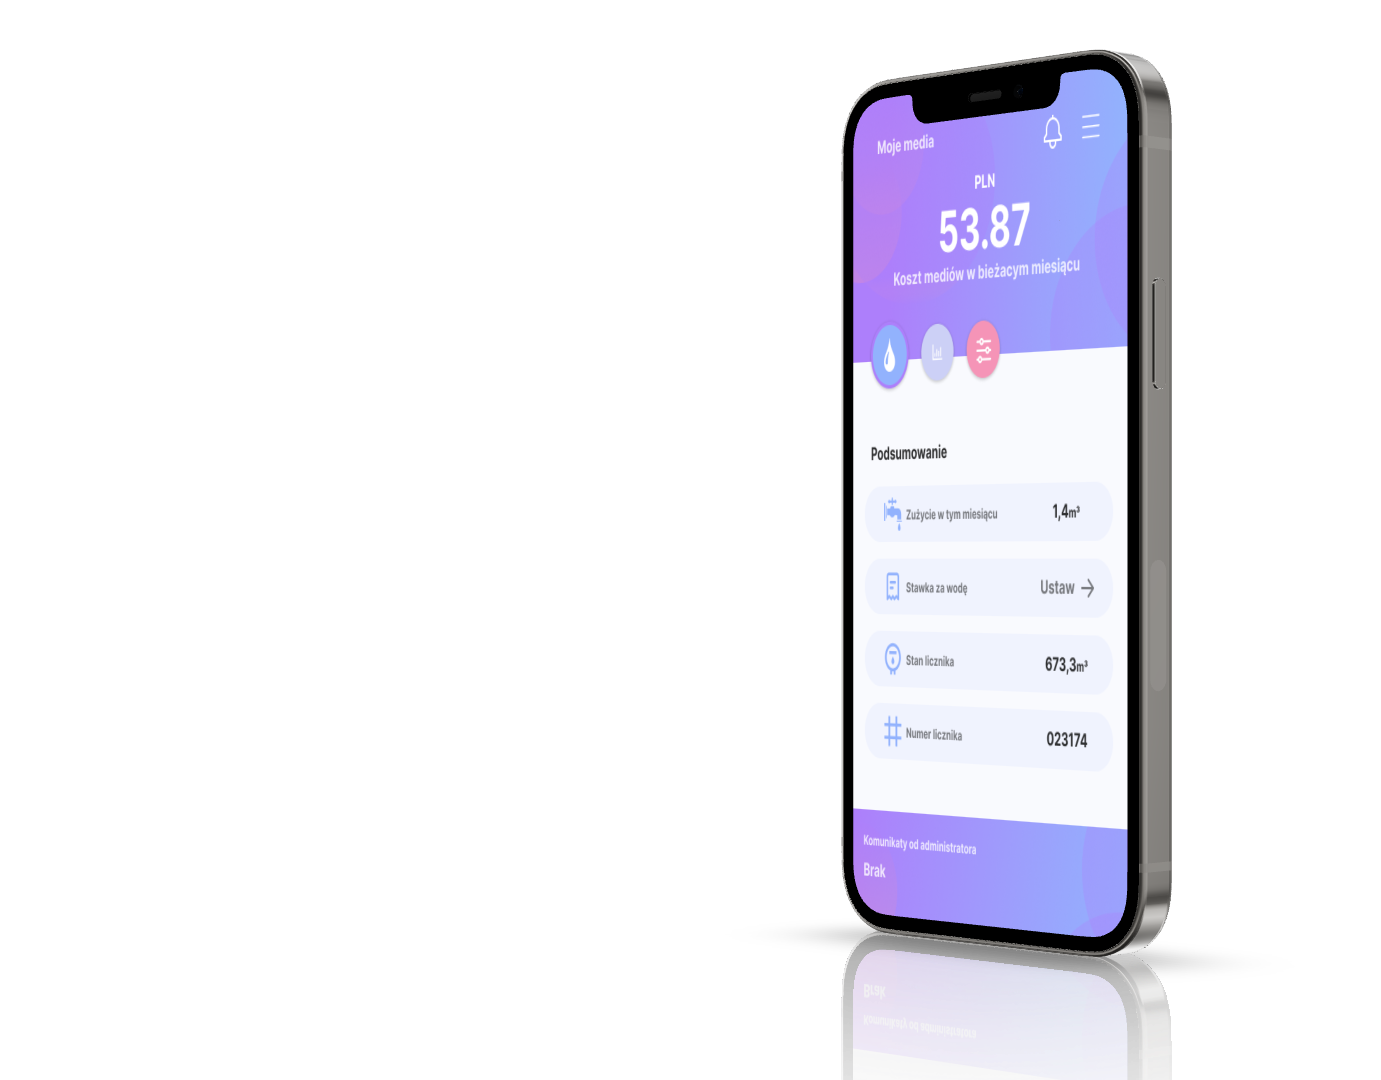 Moje media
PLN
53.87
Koszt mediów w bieżacym miesiącu
Podsumowanie
Zużycie w tym miesiącu 1,4m³
Stawka za wodę Ustaw
Stan licznika 673,3m³
Numer licznika 023174
Komunikaty od administratora
Brak